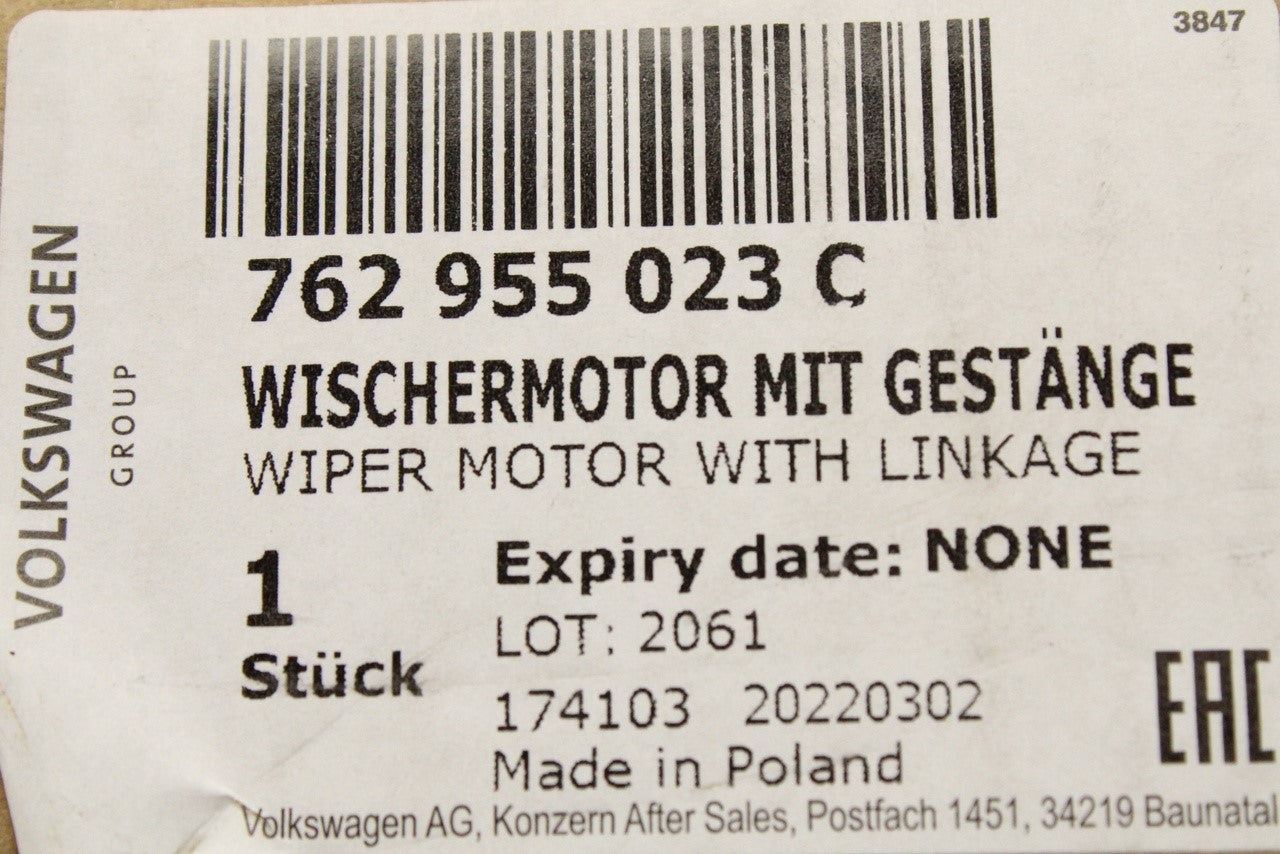 3847
VOLKSWAGEN
GROUP
762 955 023 C
WISCHERMOTOR MIT GESTÄNGE
WIPER MOTOR WITH LINKAGE
1
Stück
Expiry date: NONE
LOT: 2061
174103 20220302
Made in Poland
EAC
Volkswagen AG, Konzern After Sales, Postfach 1451, 34219 Baunatal